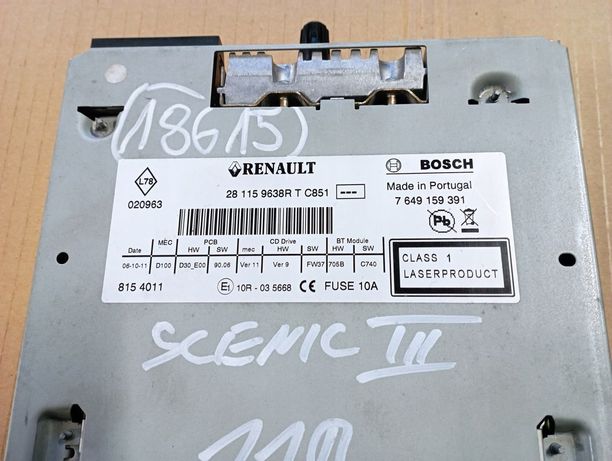 (18615)
RENAULT
BOSCH
L78
28 115 9638R T C851 ---
Made in Portugal
020963
7 649 159 391
Pb
MEC PCB CD Drive BT Module
Date HW SW mec HW SW HW SW
06-10-11 D100 D30_E00 90.06 Ver 11 Ver 9 FW37 705B C740
CLASS 1
LASERPRODUCT
815 4011
E1 10R - 03 5668 CE FUSE 10A
SCENIC III